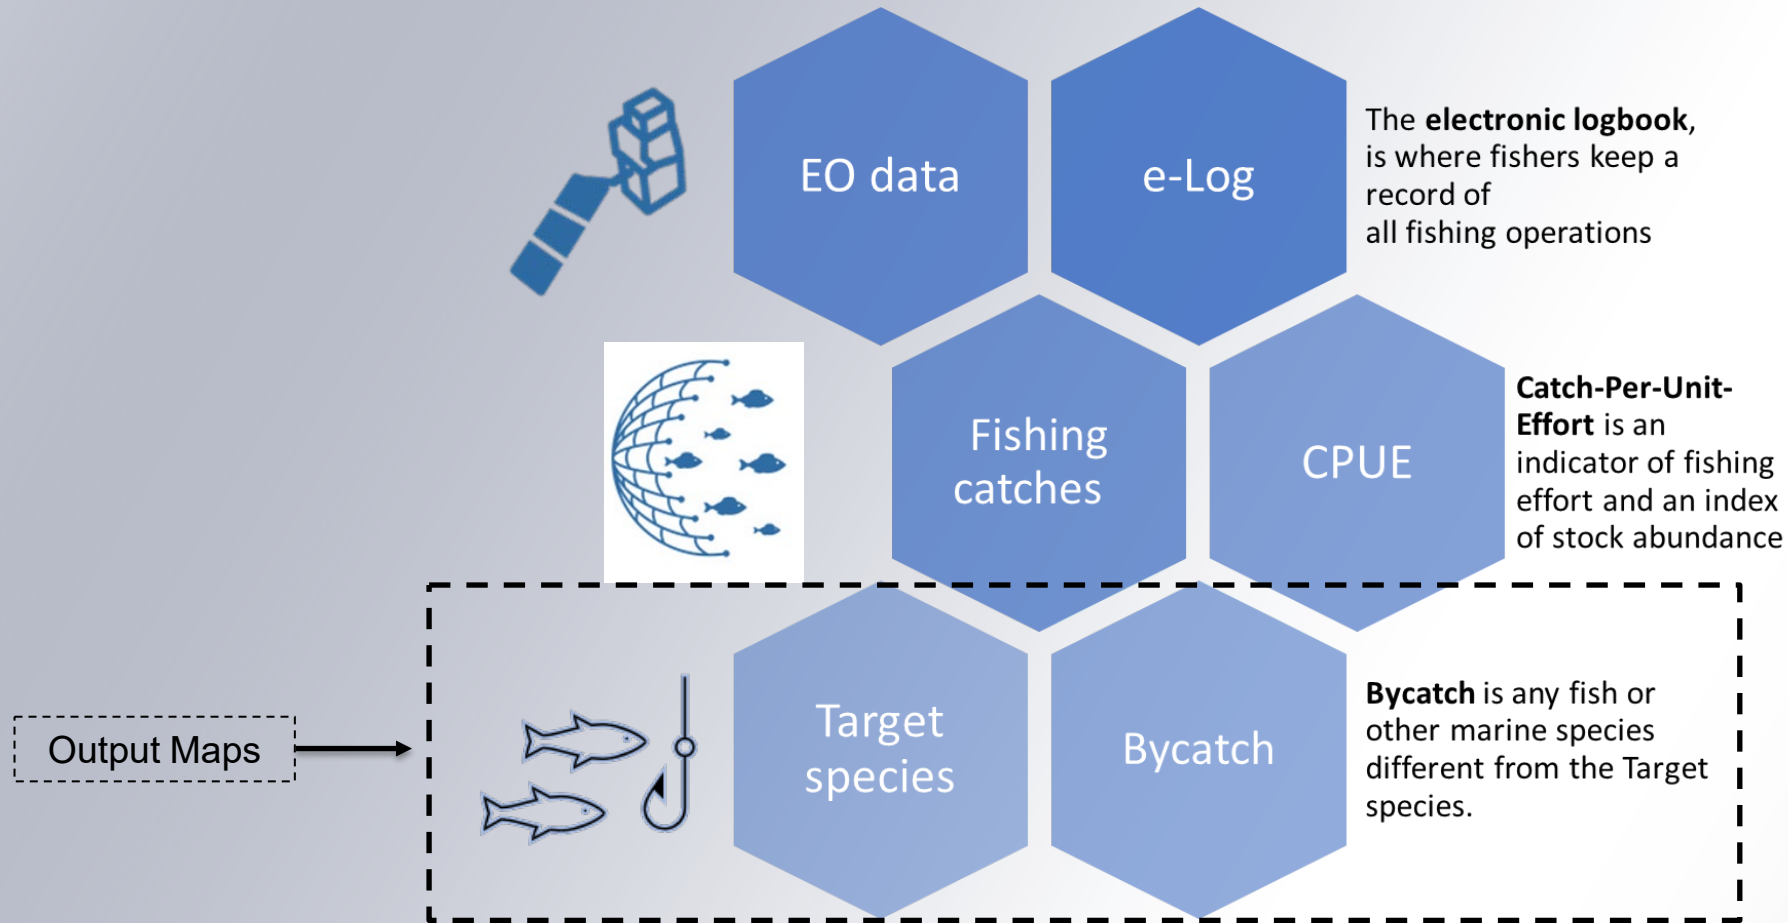 EO data
e-Log
The electronic logbook,
is where fishers keep a
record of
all fishing operations
Fishing
catches
CPUE
Catch-Per-Unit-
Effort is an
indicator of fishing
effort and an index
of stock abundance
Output Maps
Target
species
Bycatch
Bycatch is any fish or
other marine species
different from the Target
species.